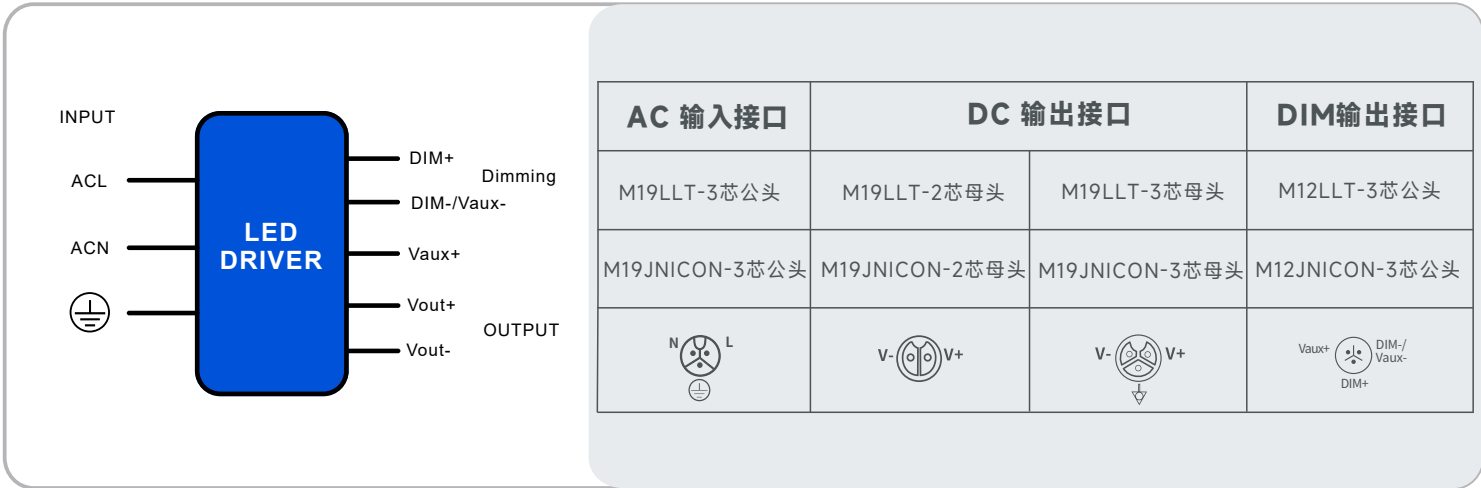 INPUT
ACL
ACN
LED
DRIVER
DIM+
Dimming
DIM-/Vaux-
Vaux+
Vout+
OUTPUT
Vout-
AC 输入接口 DC 输出接口 DIM输出接口
M19LLT-3芯公头 M19LLT-2芯母头 M19LLT-3芯母头 M12LLT-3芯公头
M19JNICON-3芯公头 M19JNICON-2芯母头 M19JNICON-3芯母头 M12JNICON-3芯公头
N L
V- V+
V- V+
Vaux+ DIM-/
Vaux-
DIM+